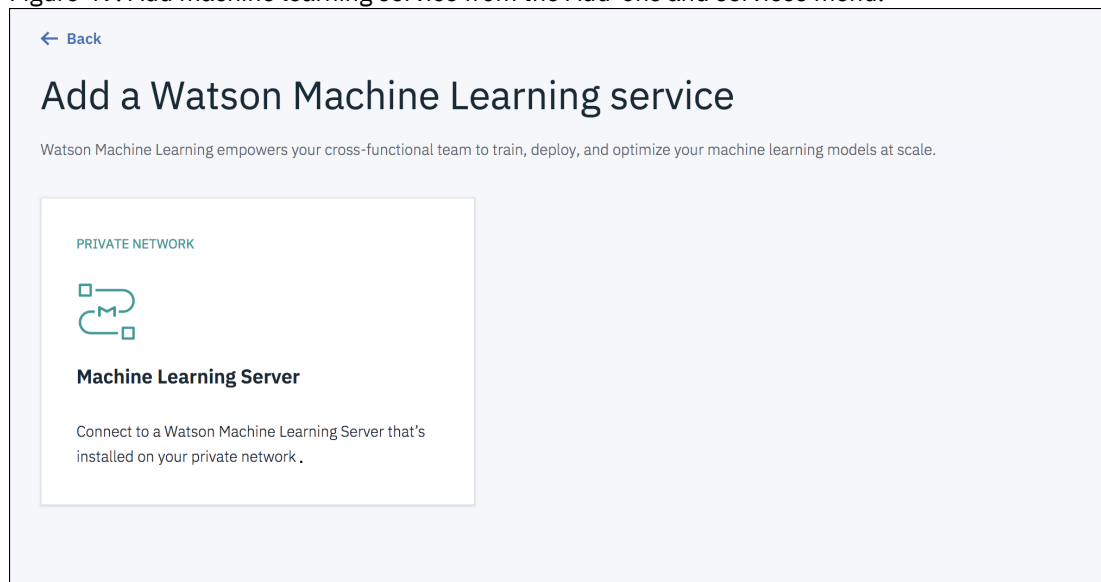 ← Back
Add a Watson Machine Learning service
Watson Machine Learning empowers your cross-functional team to train, deploy, and optimize your machine learning models at scale.
PRIVATE NETWORK
Machine Learning Server
Connect to a Watson Machine Learning Server that's
installed on your private network.